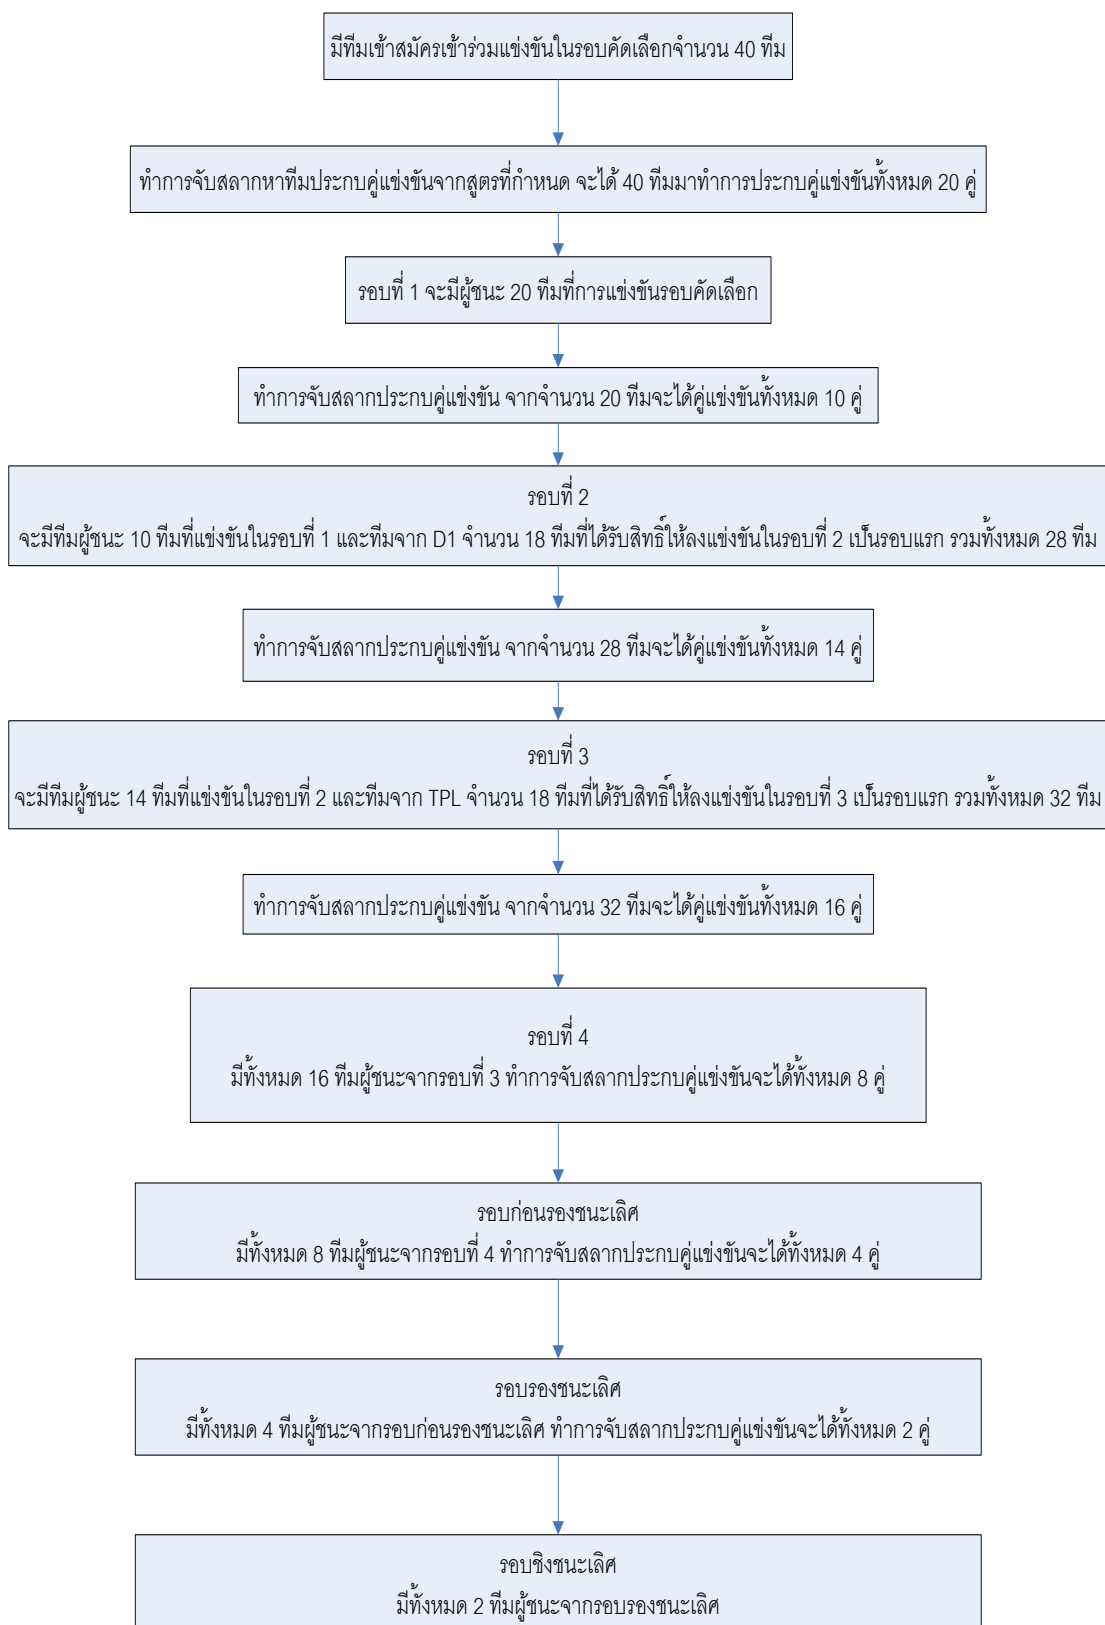 มีทีมเข้าสมัครเข้าร่วมแข่งขันในรอบคัดเลือกจำนวน 40 ทีม
ทำการจับสลากหาทีมประกบคู่แข่งขันจากสูตรที่กำหนด จะได้ 40 ทีมมาทำการประกบคู่แข่งขันทั้งหมด 20 คู่
รอบที่ 1 จะมีผู้ชนะ 20 ทีมที่การแข่งขันรอบคัดเลือก
ทำการจับสลากประกบคู่แข่งขัน จากจำนวน 20 ทีมจะได้คู่แข่งขันทั้งหมด 10 คู่
รอบที่ 2
จะมีทีมผู้ชนะ 10 ทีมที่แข่งขันในรอบที่ 1 และทีมจาก D1 จำนวน 18 ทีมที่ได้รับสิทธิ์ให้ลงแข่งขันในรอบที่ 2 เป็นรอบแรก รวมทั้งหมด 28 ทีม
ทำการจับสลากประกบคู่แข่งขัน จากจำนวน 28 ทีมจะได้คู่แข่งขันทั้งหมด 14 คู่
รอบที่ 3
จะมีทีมผู้ชนะ 14 ทีมที่แข่งขันในรอบที่ 2 และทีมจาก TPL จำนวน 18 ทีมที่ได้รับสิทธิ์ให้ลงแข่งขันในรอบที่ 3 เป็นรอบแรก รวมทั้งหมด 32 ทีม
ทำการจับสลากประกบคู่แข่งขัน จากจำนวน 32 ทีมจะได้คู่แข่งขันทั้งหมด 16 คู่
รอบที่ 4
มีทั้งหมด 16 ทีมผู้ชนะจากรอบที่ 3 ทำการจับสลากประกบคู่แข่งขันจะได้ทั้งหมด 8 คู่
รอบก่อนรองชนะเลิศ
มีทั้งหมด 8 ทีมผู้ชนะจากรอบที่ 4 ทำการจับสลากประกบคู่แข่งขันจะได้ทั้งหมด 4 คู่
รอบรองชนะเลิศ
มีทั้งหมด 4 ทีมผู้ชนะจากรอบก่อนรองชนะเลิศ ทำการจับสลากประกบคู่แข่งขันจะได้ทั้งหมด 2 คู่
รอบชิงชนะเลิศ
มีทั้งหมด 2 ทีมผู้ชนะจากรอบรองชนะเลิศ